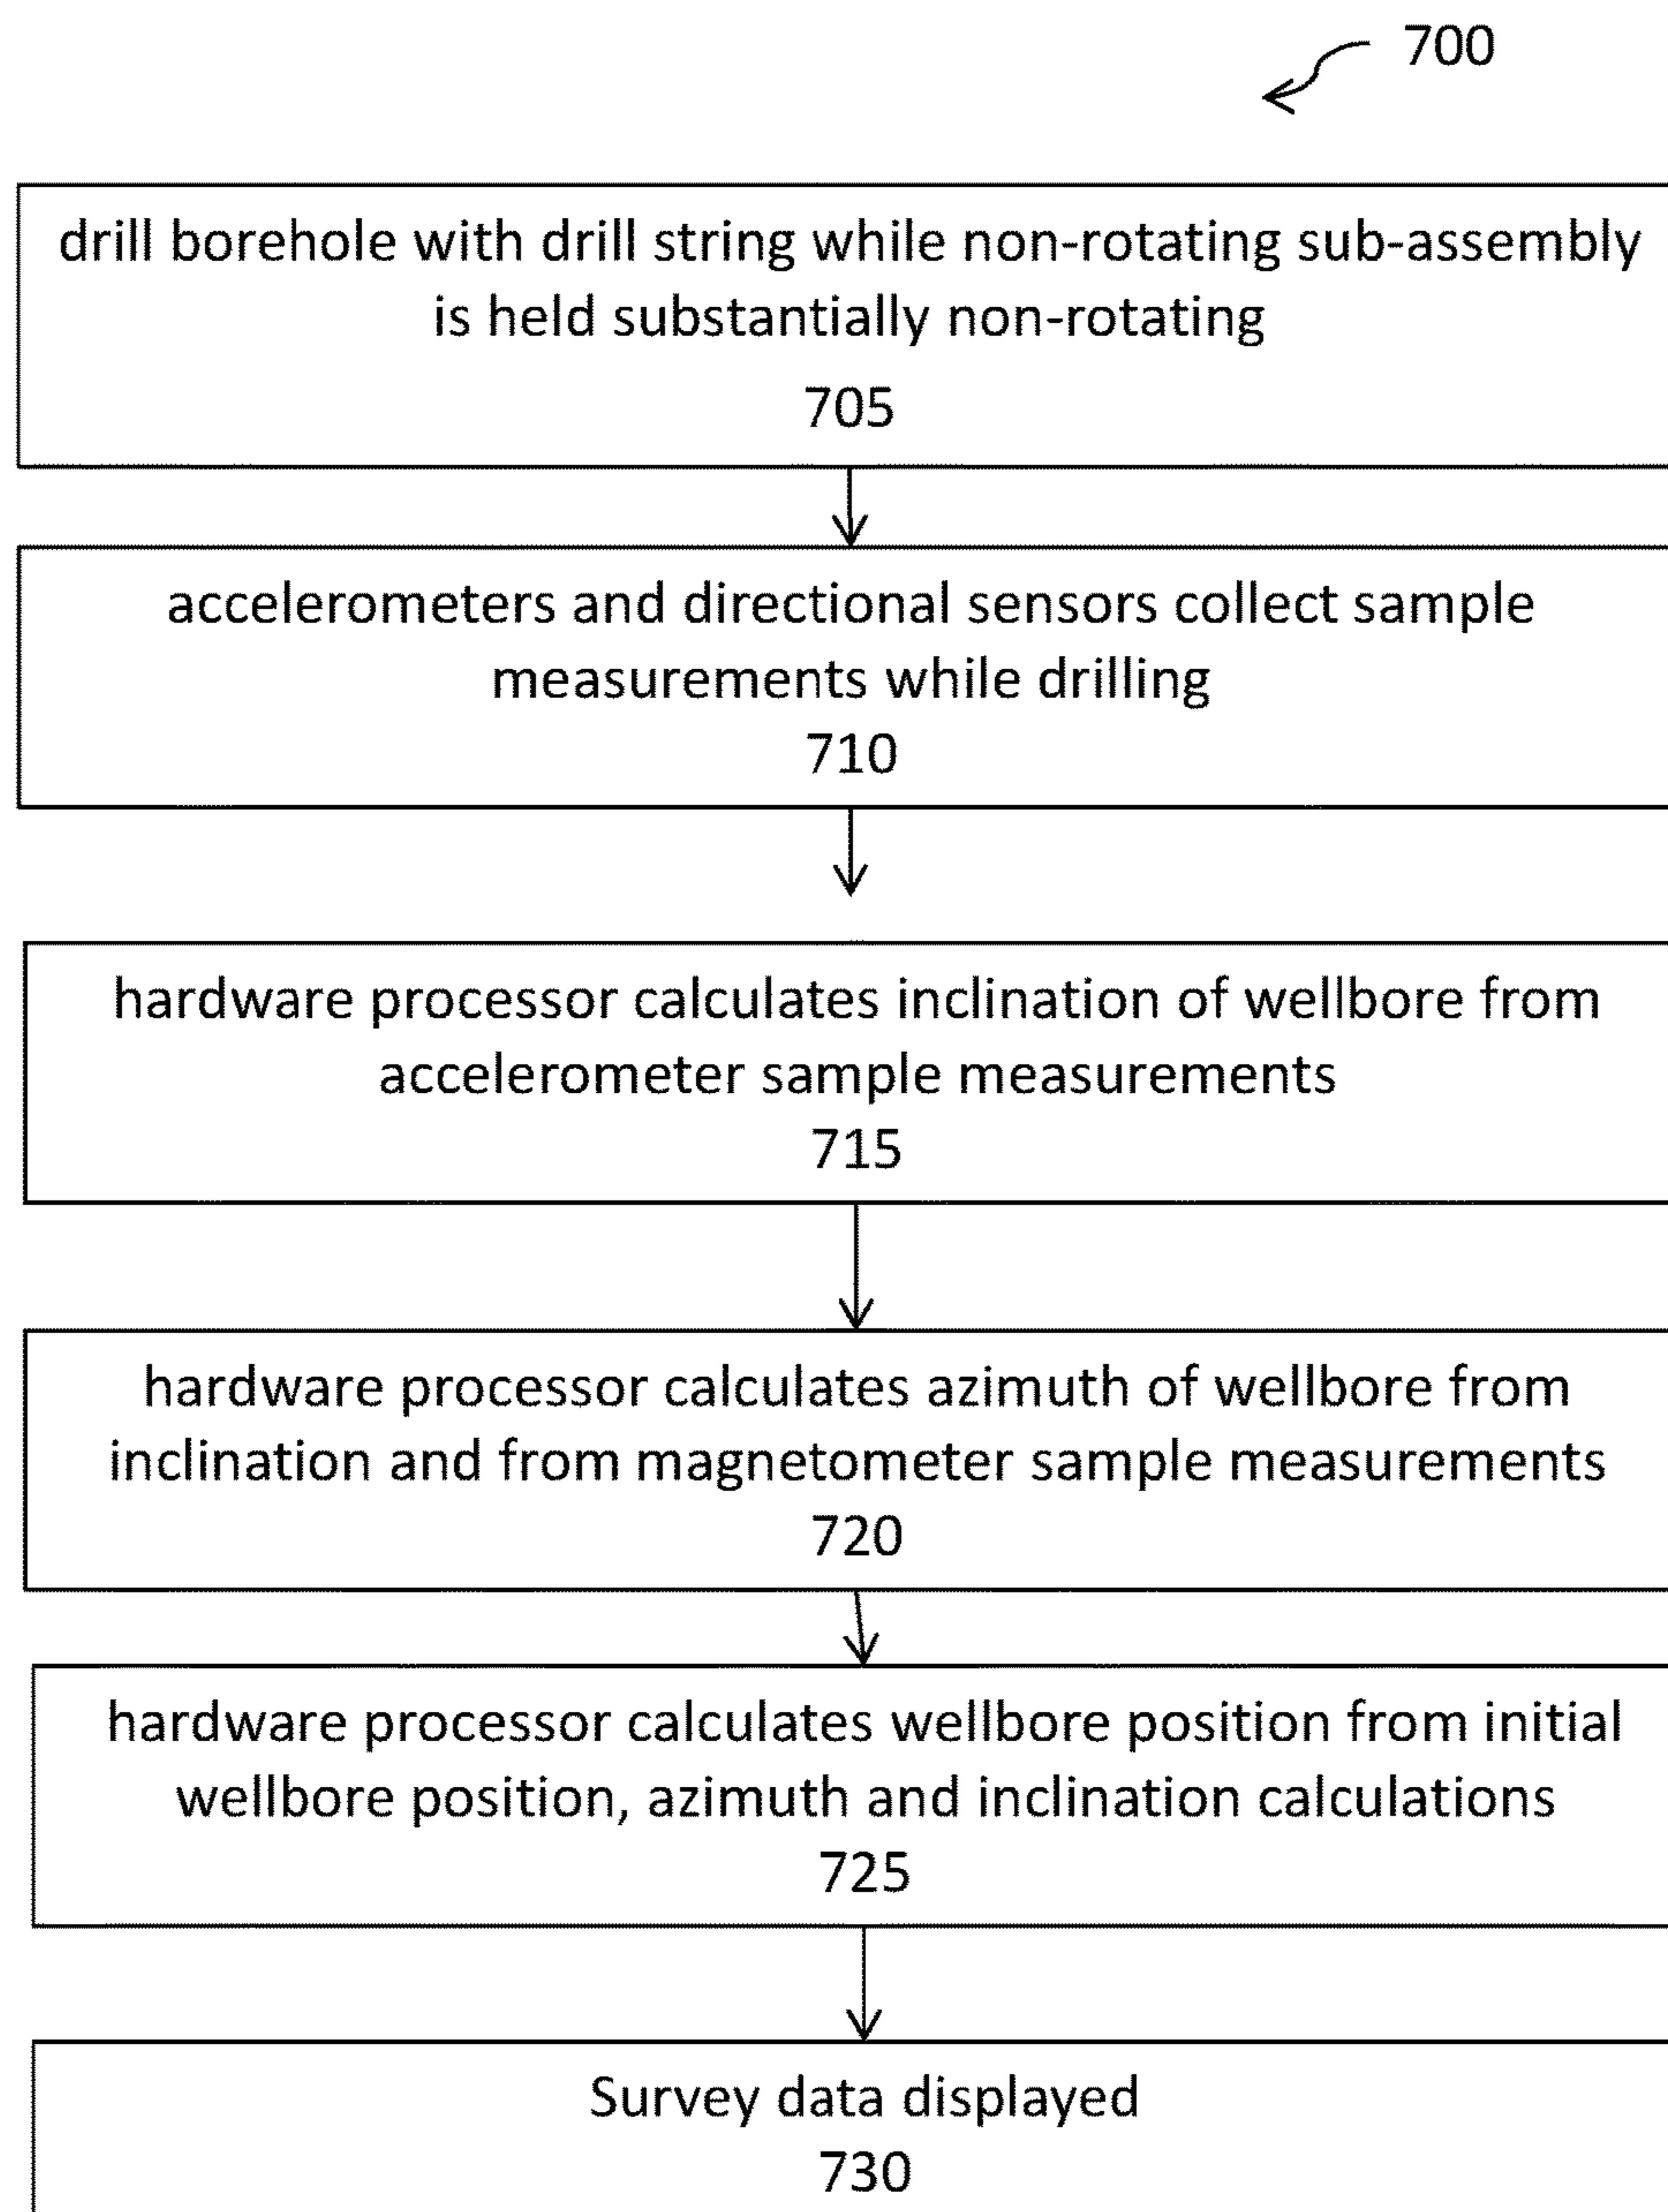 700
drill borehole with drill string while non-rotating sub-assembly
is held substantially non-rotating
705
accelerometers and directional sensors collect sample
measurements while drilling
710
hardware processor calculates inclination of wellbore from
accelerometer sample measurements
715
hardware processor calculates azimuth of wellbore from
inclination and from magnetometer sample measurements
720
hardware processor calculates wellbore position from initial
wellbore position, azimuth and inclination calculations
725
Survey data displayed
730